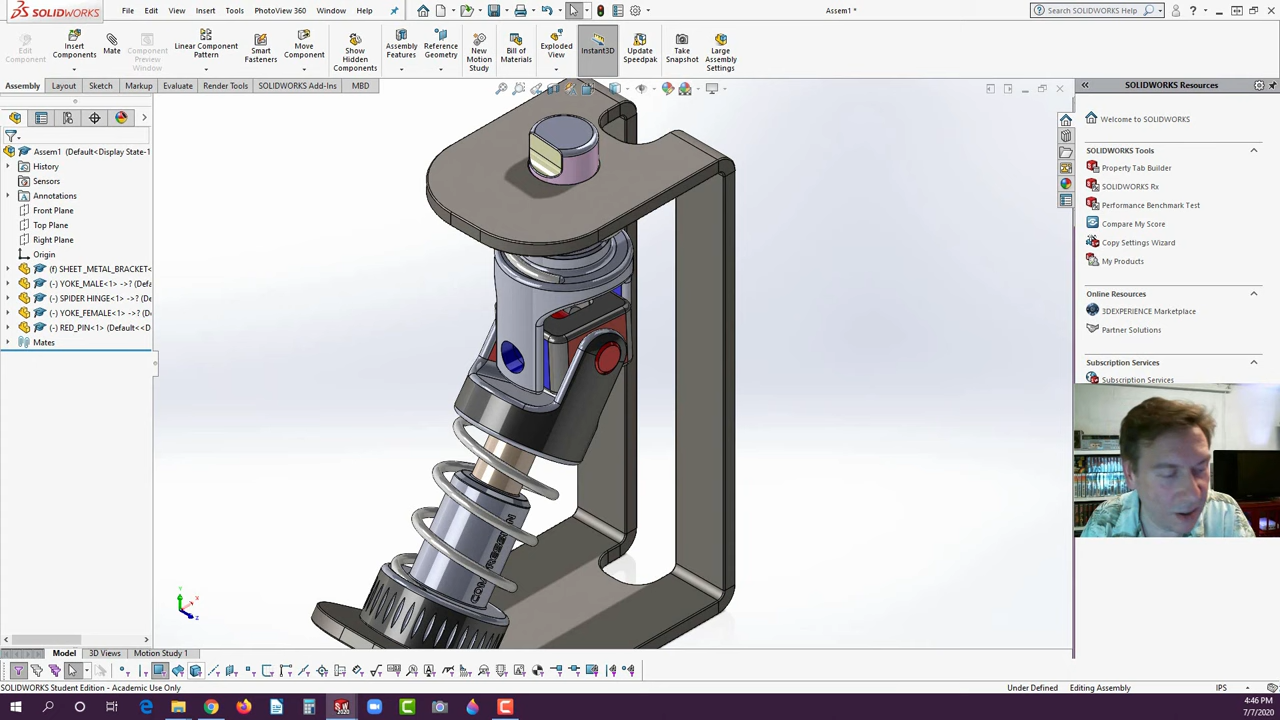 SOLIDWORKS
File Edit View Insert Tools PhotoView 360 Window Help
Assem1 *
Search SOLIDWORKS Help
Edit Component
Insert Components
Mate
Component Preview Window
Linear Component Pattern
Smart Fasteners
Move Component
Show Hidden Components
Assembly Features
Reference Geometry
New Motion Study
Bill of Materials
Exploded View
Instant3D
Update Speedpak
Take Snapshot
Large Assembly Settings
Assembly Layout Sketch Markup Evaluate Render Tools SOLIDWORKS Add-Ins MBD
Assem1 (Default<Display State-1
History
Sensors
Annotations
Front Plane
Top Plane
Right Plane
Origin
(f) SHEET_METAL_BRACKET<
(-) YOKE_MALE<1> ->? (Defa
(-) SPIDER HINGE<1> ->? (D
(-) YOKE_FEMALE<1> ->? (D
(-) RED_PIN<1> (Default<<D
Mates
SOLIDWORKS Resources
Welcome to SOLIDWORKS
SOLIDWORKS Tools
Property Tab Builder
SOLIDWORKS Rx
Performance Benchmark Test
Compare My Score
Copy Settings Wizard
My Products
Online Resources
3DEXPERIENCE Marketplace
Partner Solutions
Subscription Services
Subscription Services
Y
X
Z
Model 3D Views Motion Study 1
SOLIDWORKS Student Edition - Academic Use Only
Under Defined Editing Assembly IPS
4:46 PM
7/7/2020